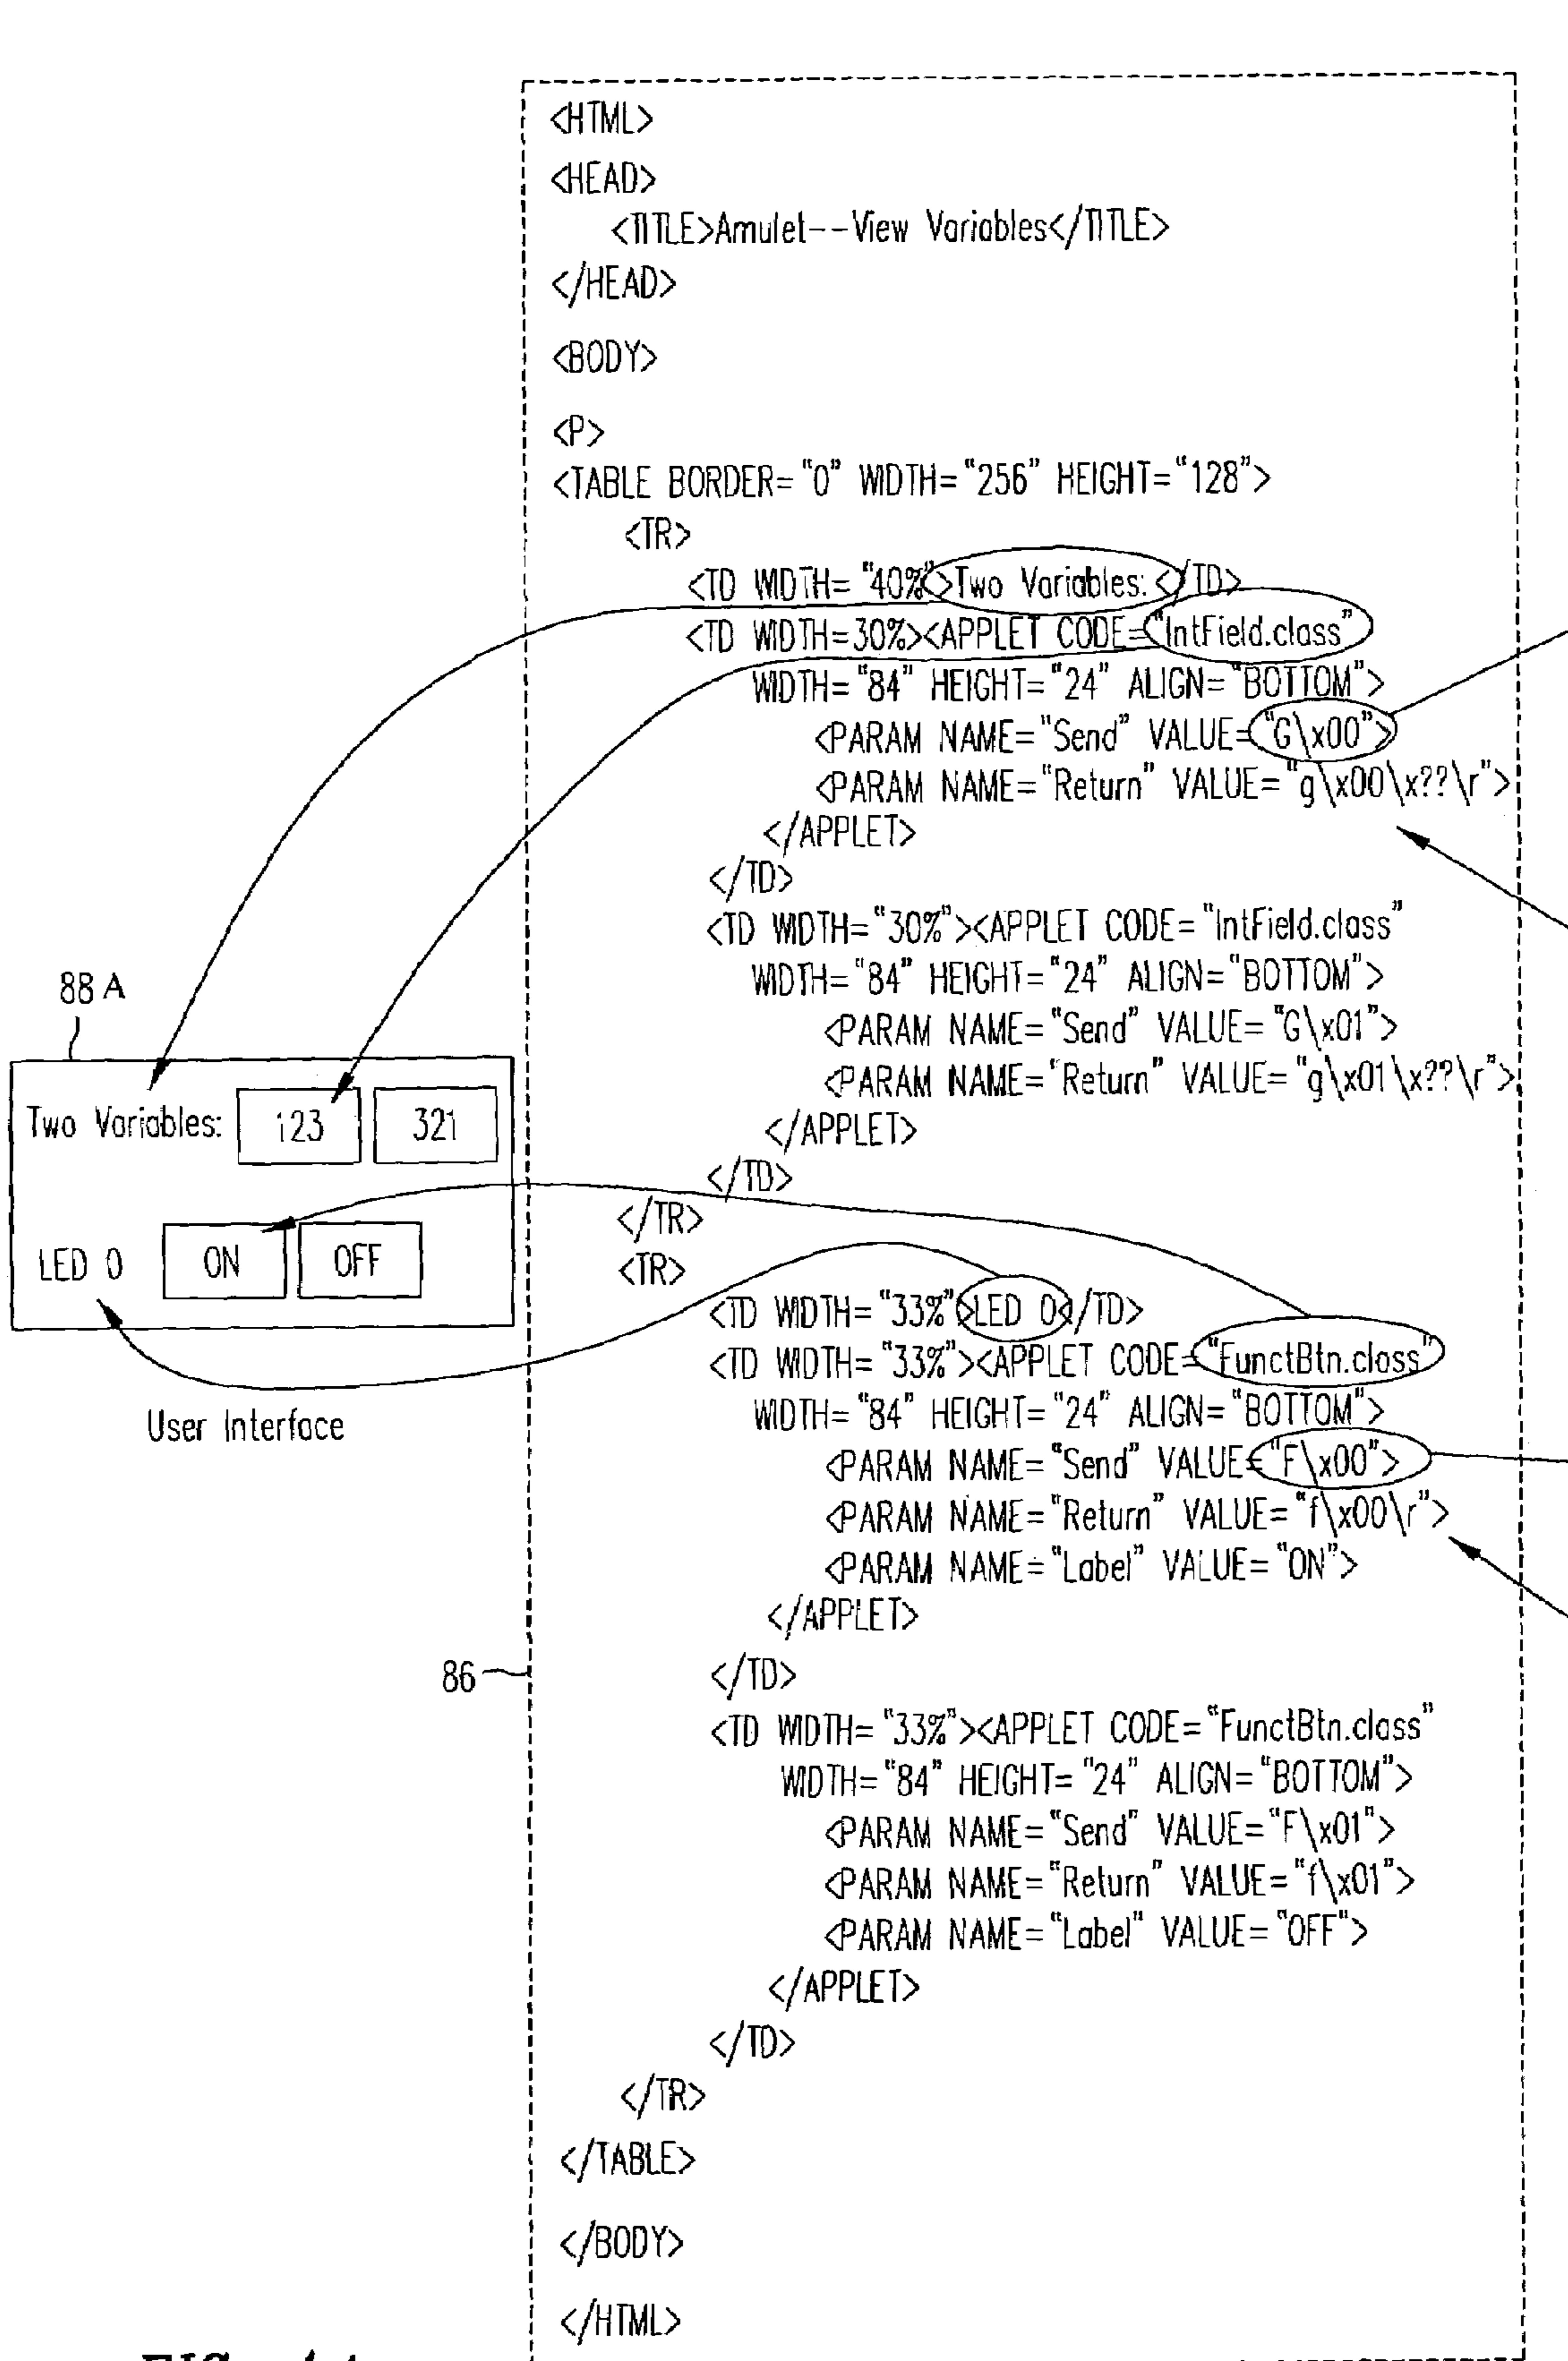 <HTML>
<HEAD>
<TITLE>Amulet--View Variables</TITLE>
</HEAD>
<BODY>
<P>
<TABLE BORDER="0" WIDTH="256" HEIGHT="128">
<TR>
<TD WIDTH="40%">Two Variables:</TD>
<TD WIDTH=30%><APPLET CODE="IntField.class"
WIDTH="84" HEIGHT="24" ALIGN="BOTTOM">
<PARAM NAME="Send" VALUE="G\x00">
<PARAM NAME="Return" VALUE="g\x00\x??\r">
</APPLET>
</TD>
<TD WIDTH="30%"><APPLET CODE="IntField.class"
WIDTH="84" HEIGHT="24" ALIGN="BOTTOM">
<PARAM NAME="Send" VALUE="G\x01">
<PARAM NAME="Return" VALUE="g\x01\x??\r">
</APPLET>
</TD>
</TR>
<TR>
<TD WIDTH="33%">LED 0</TD>
<TD WIDTH="33%"><APPLET CODE="FunctBtn.class"
WIDTH="84" HEIGHT="24" ALIGN="BOTTOM">
<PARAM NAME="Send" VALUE="F\x00">
<PARAM NAME="Return" VALUE="f\x00\r">
<PARAM NAME="Label" VALUE="ON">
</APPLET>
</TD>
<TD WIDTH="33%"><APPLET CODE="FunctBtn.class"
WIDTH="84" HEIGHT="24" ALIGN="BOTTOM">
<PARAM NAME="Send" VALUE="F\x01">
<PARAM NAME="Return" VALUE="f\x01">
<PARAM NAME="Label" VALUE="OFF">
</APPLET>
</TD>
</TR>
</TABLE>
</BODY>
</HTML>
88A
Two Variables: 123 321
LED 0 ON OFF
User Interface
86